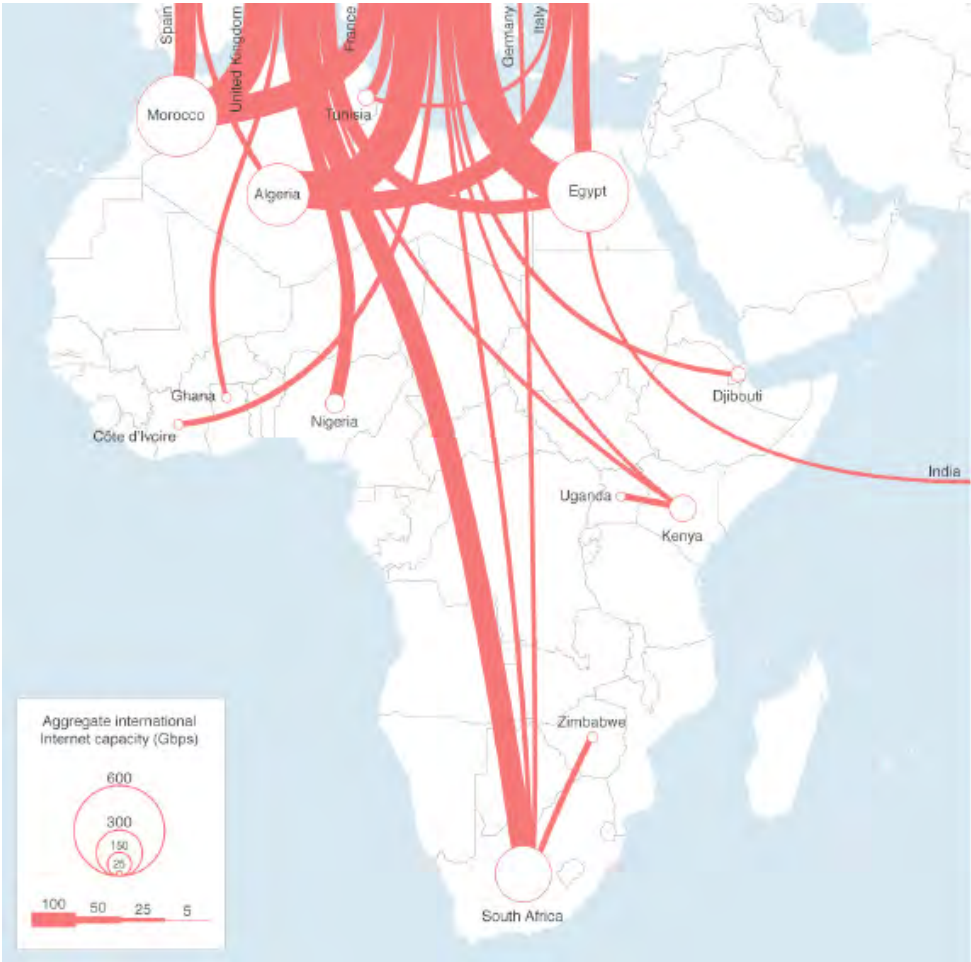 Spain
United Kingdom
France
Germany
Italy
Morocco
Tunisia
Algeria
Egypt
Ghana
Côte d'Ivoire
Nigeria
Djibouti
India
Uganda
Kenya
Zimbabwe
South Africa
Aggregate international
Internet capacity (Gbps)
600
300
150
25
100 50 25 5